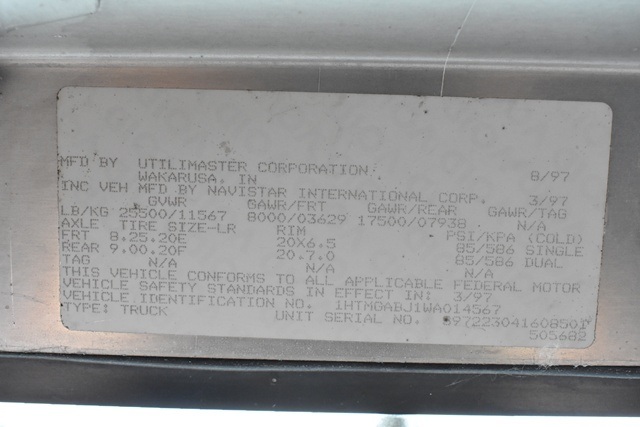 MFD BY UTILIMASTER CORPORATION
WAKARUSA, IN 8/97
INC VEH MFD BY NAVISTAR INTERNATIONAL CORP. 3/97
GVWR GAWR/FRT GAWR/REAR GAWR/TAG
LB/KG 25500/11567 8000/03629 17500/07938 N/A
AXLE TIRE SIZE-LR RIM PSI/KPA (COLD)
FRT 8.25.20E 20X6.5 85/586 SINGLE
REAR 9.00.20F 20.7.0 85/586 DUAL
TAG N/A N/A N/A
THIS VEHICLE CONFORMS TO ALL APPLICABLE FEDERAL MOTOR
VEHICLE SAFETY STANDARDS IN EFFECT IN: 3/97
VEHICLE IDENTIFICATION NO. 1HTMGABJ1WA014567
TYPE: TRUCK UNIT SERIAL NO. 
505682